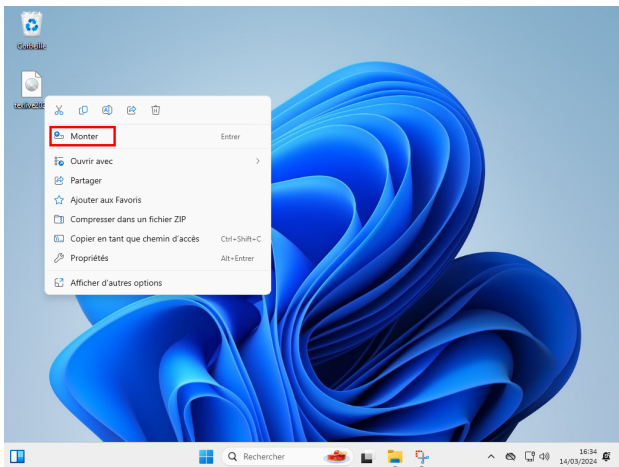 Corbeille
Monter Entrer
Ouvrir avec
Partager
Ajouter aux Favoris
Compresser dans un fichier ZIP
Copier en tant que chemin d'accès Ctrl+Shift+C
Propriétés Alt+Entrer
Afficher d'autres options
Rechercher
16:34
14/03/2024